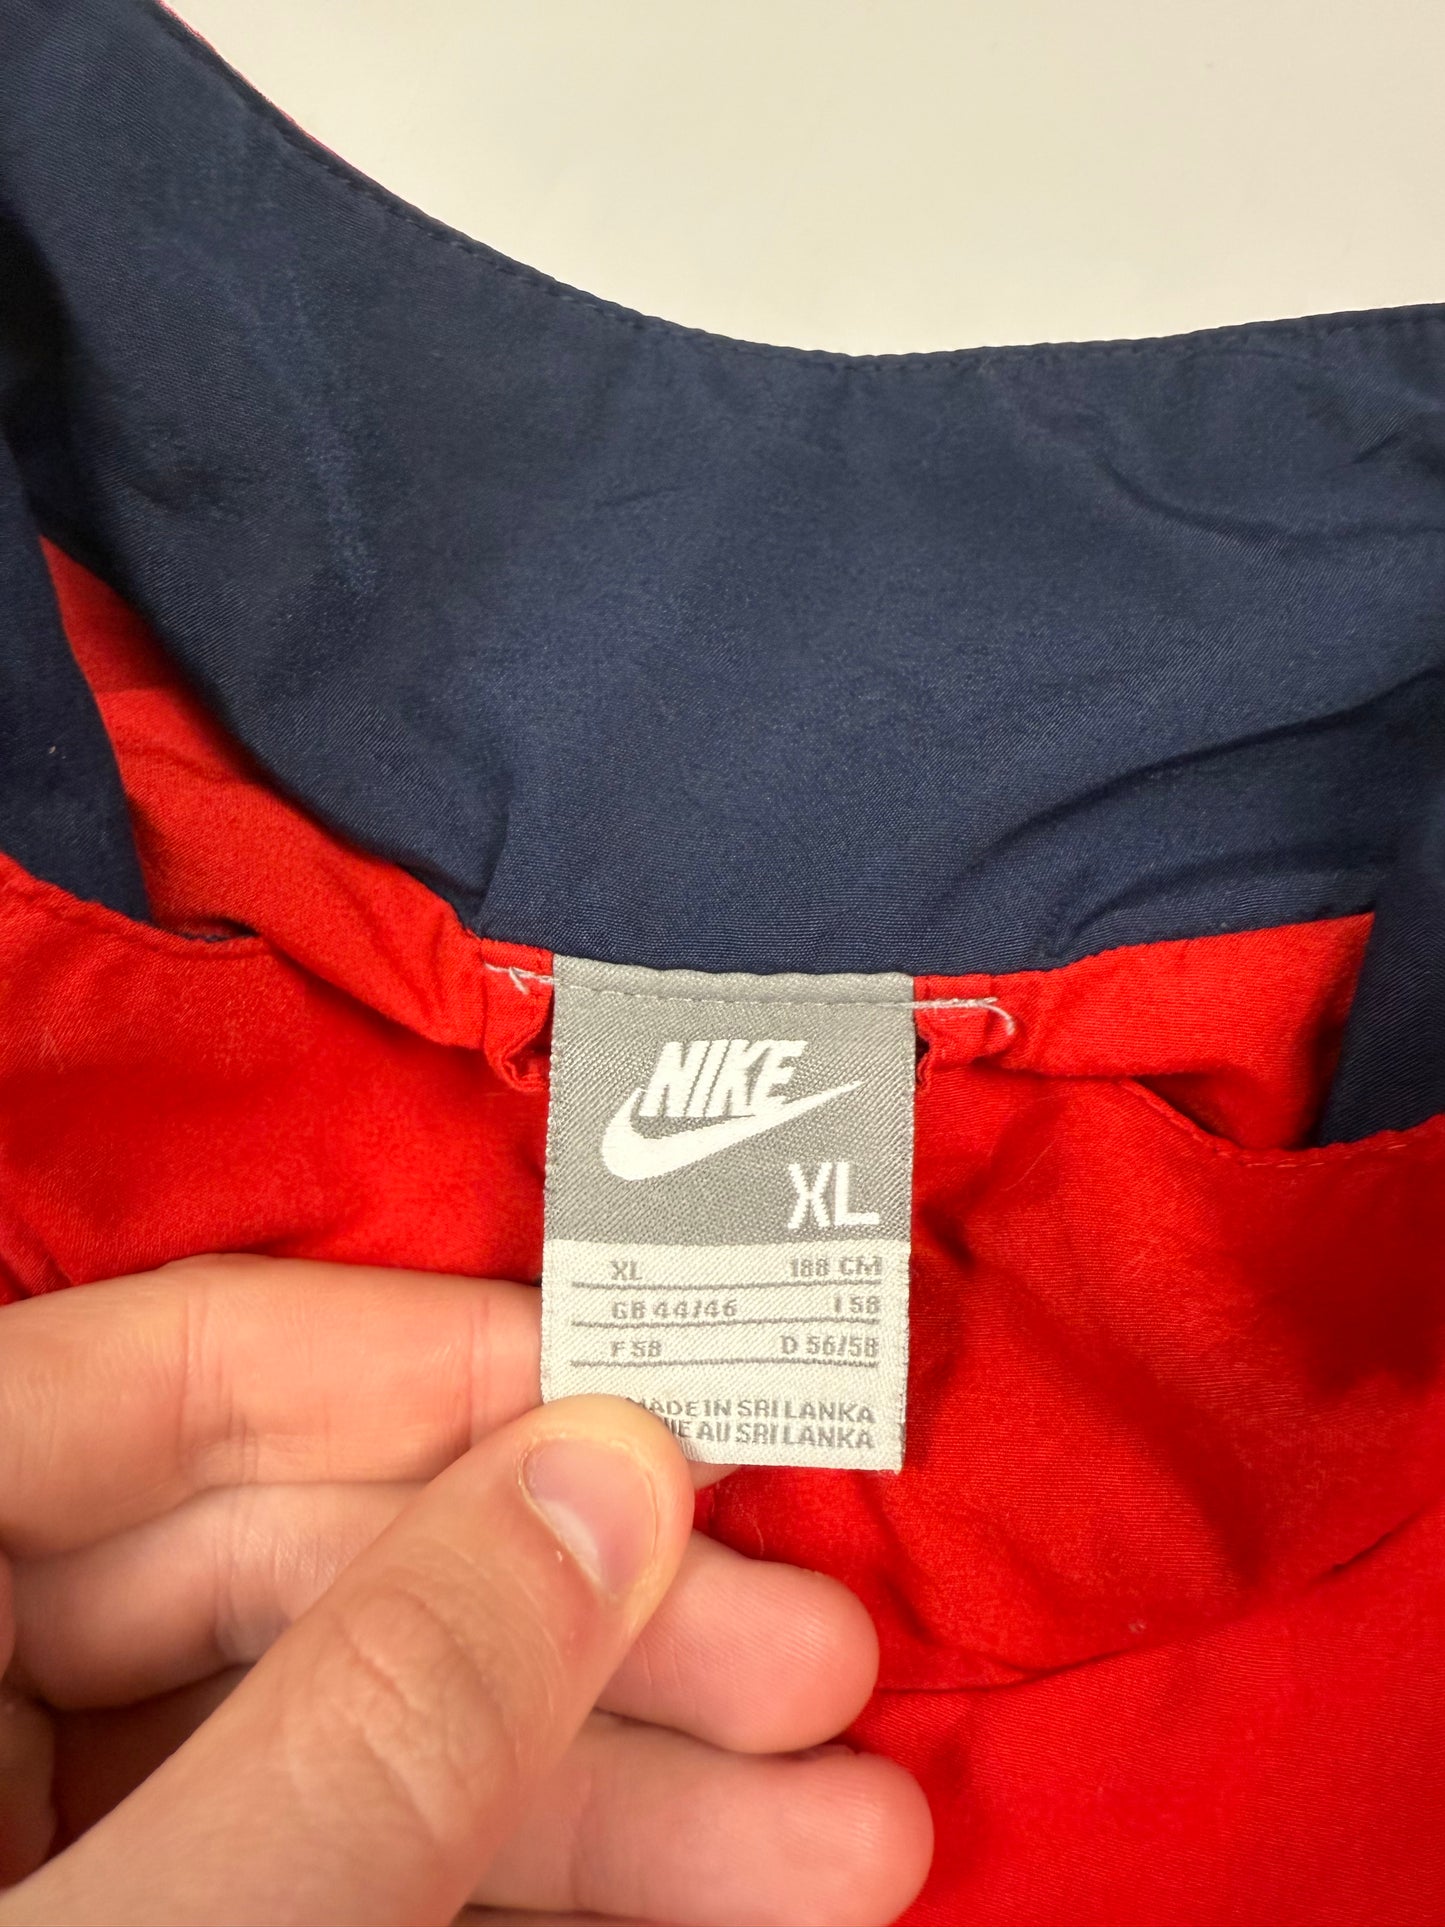 NIKE
XL
XL 188 CM
GB 44/46 I 58
F 58 D 56/58
MADE IN SRI LANKA
AU SRI LANKA